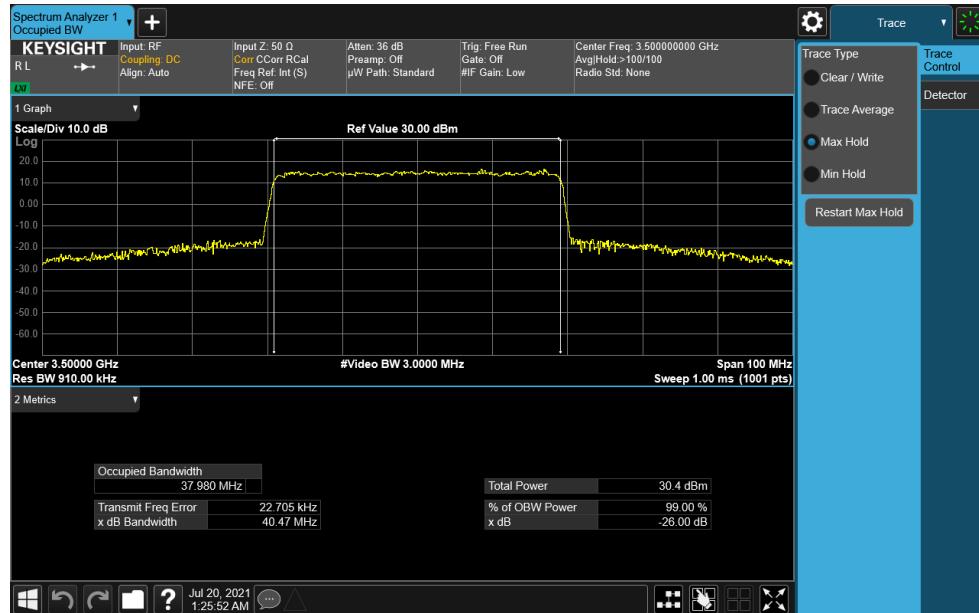 Spectrum Analyzer 1
Occupied BW
Trace
KEYSIGHT
R L
LXI
Input: RF
Coupling: DC
Align: Auto
Input Z: 50 Ω
Corr CCorr RCal
Freq Ref: Int (S)
NFE: Off
Atten: 36 dB
Preamp: Off
µW Path: Standard
Trig: Free Run
Gate: Off
#IF Gain: Low
Center Freq: 3.500000000 GHz
Avg|Hold:>100/100
Radio Std: None
Trace Type
Clear / Write
Trace Average
Max Hold
Min Hold
Restart Max Hold
Trace
Control
Detector
1 Graph
Scale/Div 10.0 dB
Ref Value 30.00 dBm
Log
20.0
10.0
0.00
-10.0
-20.0
-30.0
-40.0
-50.0
-60.0
Center 3.50000 GHz
#Video BW 3.0000 MHz
Span 100 MHz
Res BW 910.00 kHz
Sweep 1.00 ms (1001 pts)
2 Metrics
Occupied Bandwidth
37.980 MHz
Total Power 30.4 dBm
Transmit Freq Error 22.705 kHz
% of OBW Power 99.00 %
x dB Bandwidth 40.47 MHz
x dB -26.00 dB
?
Jul 20, 2021
1:25:52 AM